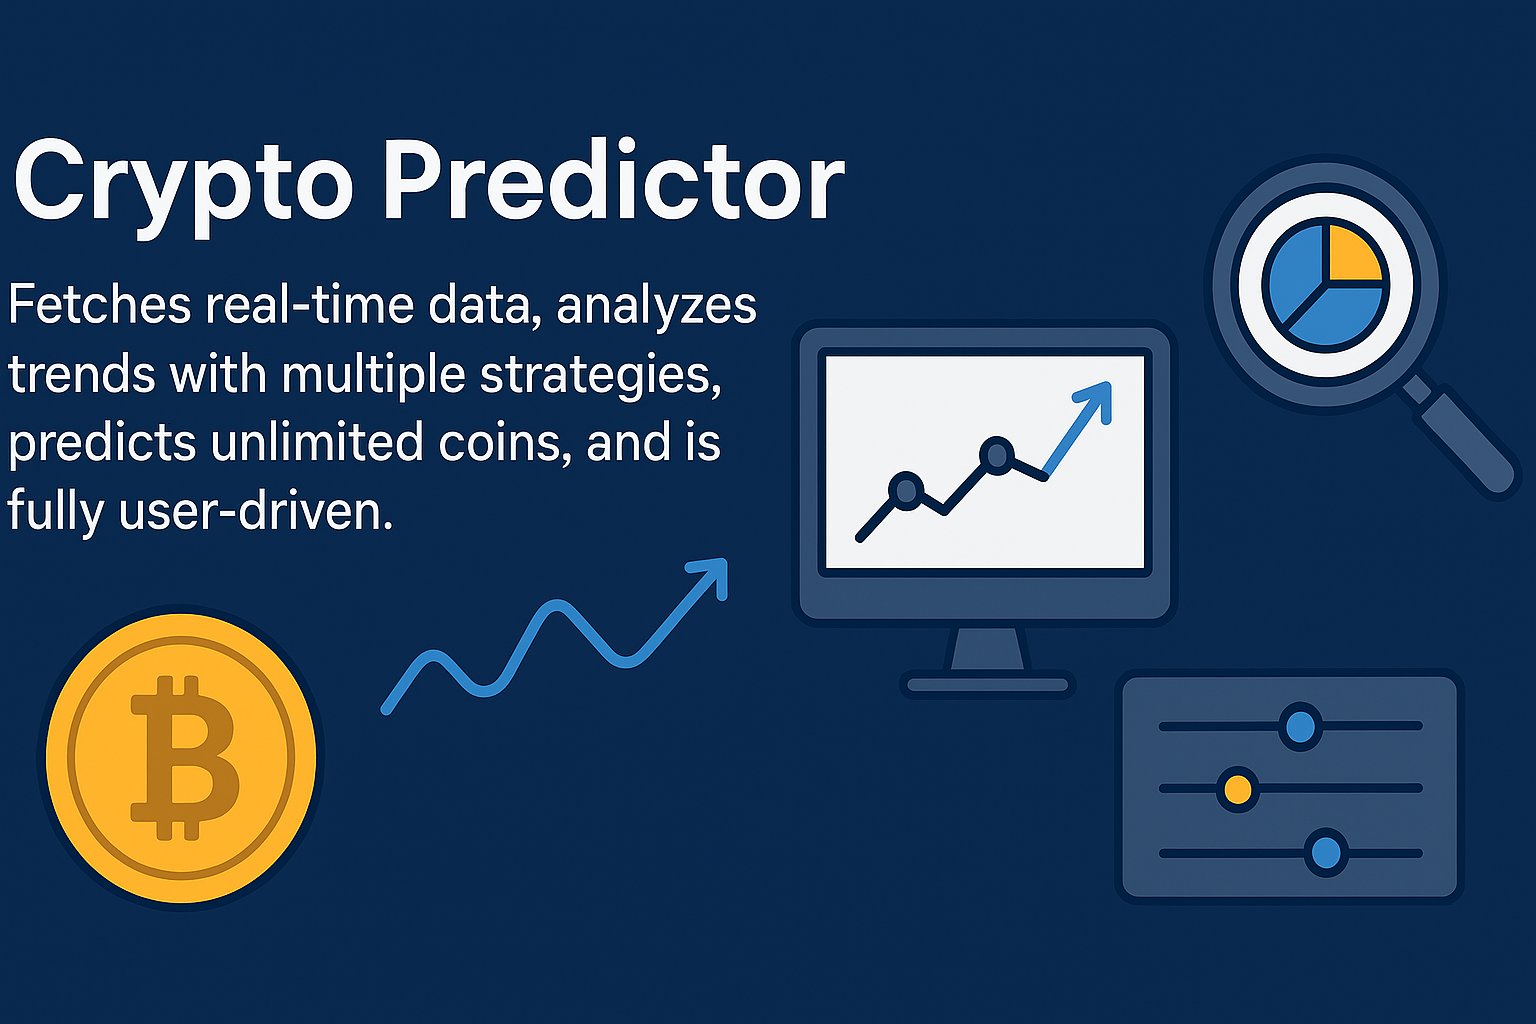 Crypto Predictor
Fetches real-time data, analyzes
trends with multiple strategies,
predicts unlimited coins, and is
fully user-driven.